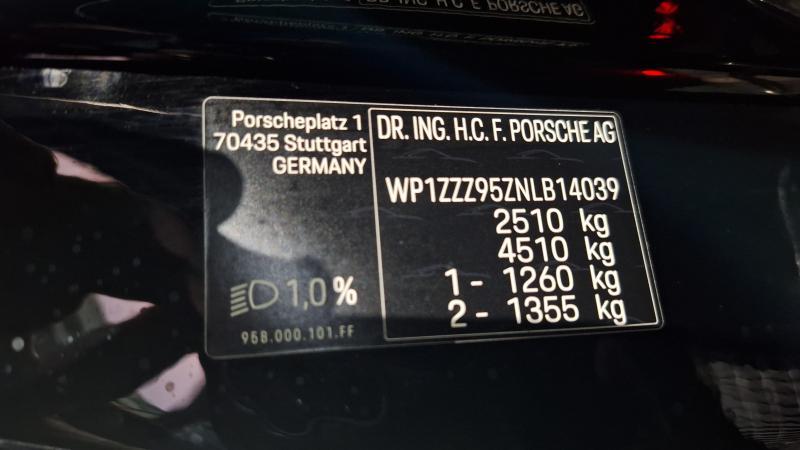 Porscheplatz 1
70435 Stuttgart
GERMANY
DR. ING. H.C. F. PORSCHE AG
WP1ZZZ95ZNLB14039
2510 kg
4510 kg
1 - 1260 kg
2 - 1355 kg
1,0 %
95B.000.101.FF